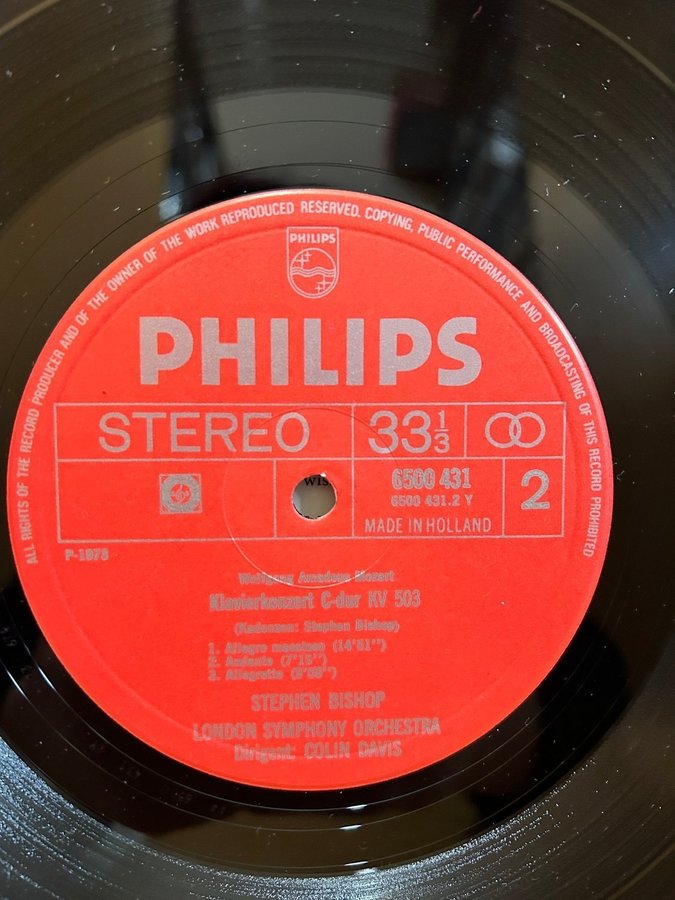 ALL RIGHTS OF THE RECORD PRODUCER AND OF THE OWNER OF THE WORK REPRODUCED RESERVED. COPYING, PUBLIC PERFORMANCE AND BROADCASTING OF THIS RECORD PROHIBITED
PHILIPS
PHILIPS
STEREO 33 1/3
6500 431
6500 431.2 Y
2
MADE IN HOLLAND
P-1973
Wolfgang Amadeus Mozart
Klavierkonzert C-dur KV 503
(Kadenzen: Stephen Bishop)
1. Allegro maestoso (14'51'')
2. Andante (7'15'')
3. Allegretto
STEPHEN BISHOP
LONDON SYMPHONY ORCHESTRA
Dirigent: COLIN DAVIS